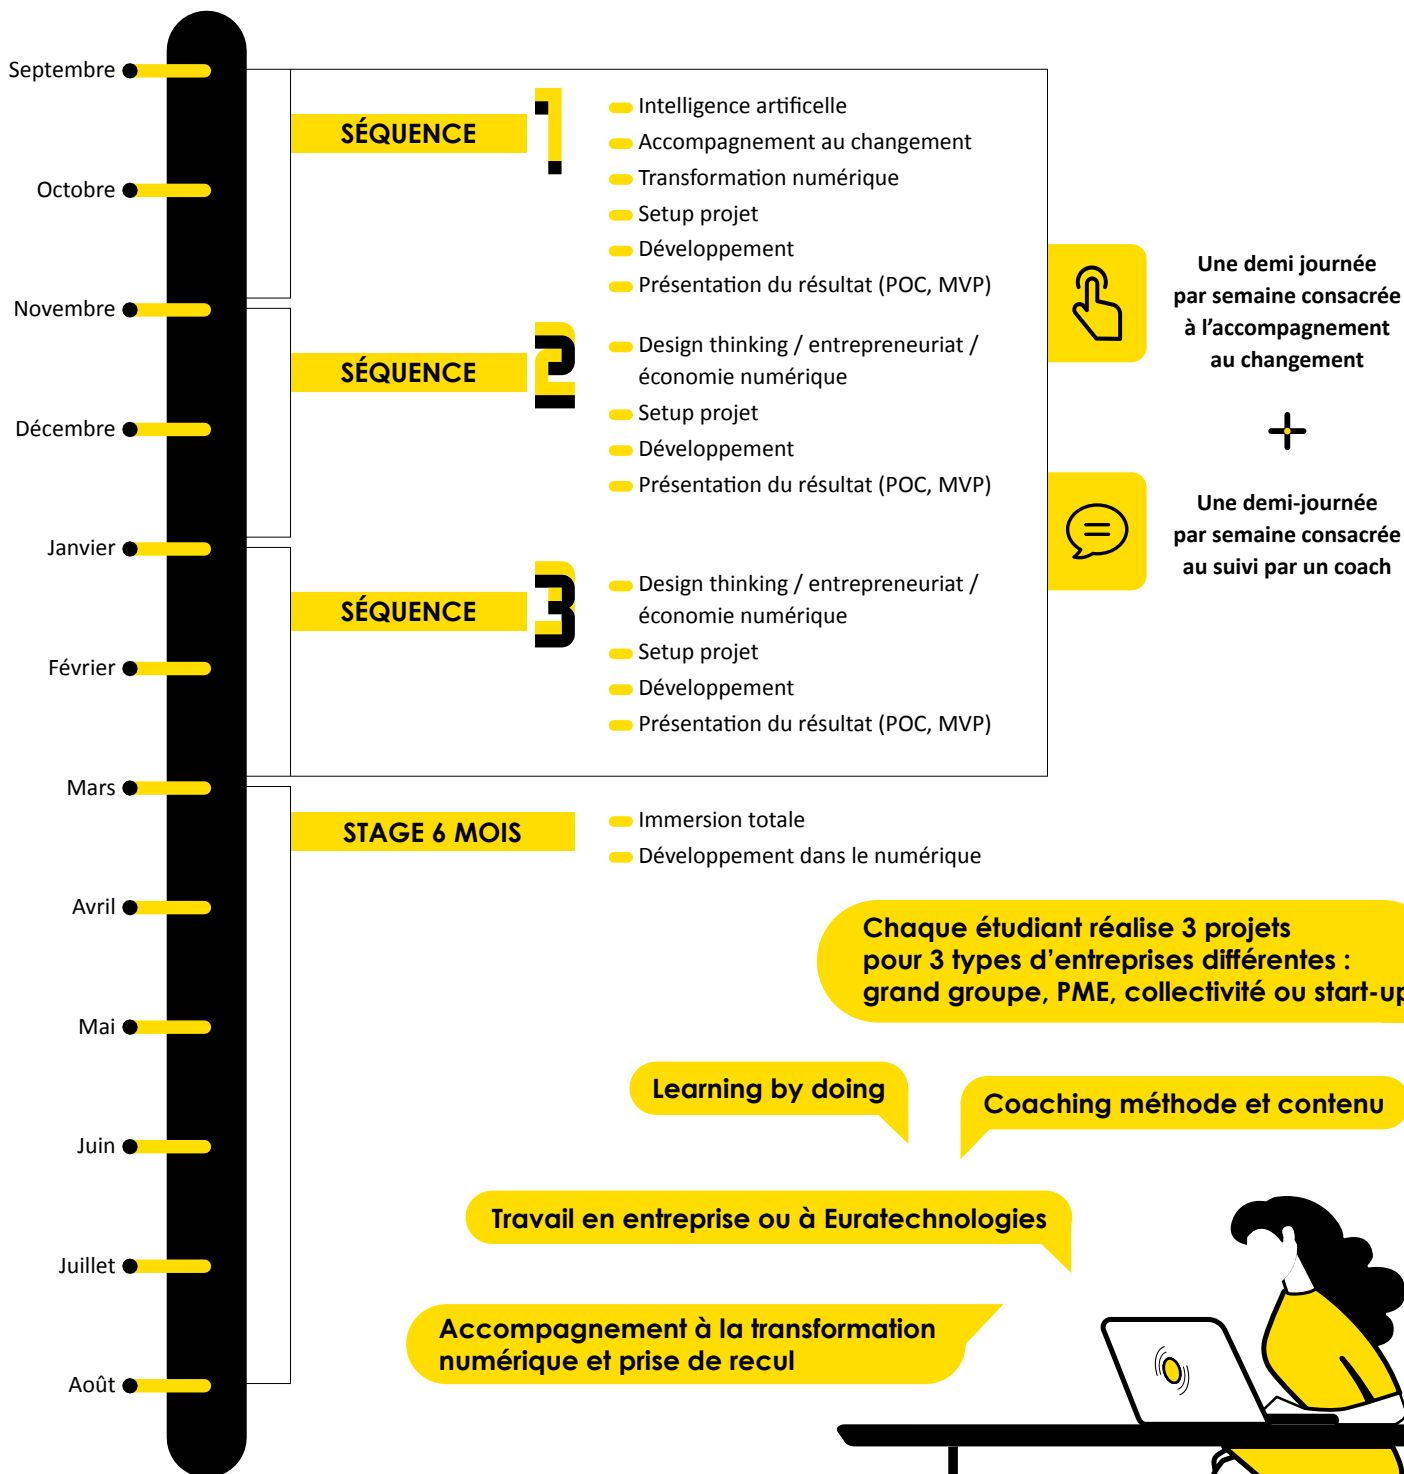 Septembre
Octobre
Novembre
Décembre
Janvier
Février
Mars
Avril
Mai
Juin
Juillet
Août
SÉQUENCE 1
Intelligence artificelle
Accompagnement au changement
Transformation numérique
Setup projet
Développement
Présentation du résultat (POC, MVP)
SÉQUENCE 2
Design thinking / entrepreneuriat /
économie numérique
Setup projet
Développement
Présentation du résultat (POC, MVP)
SÉQUENCE 3
Design thinking / entrepreneuriat /
économie numérique
Setup projet
Développement
Présentation du résultat (POC, MVP)
Une demi journée
par semaine consacrée
à l’accompagnement
au changement
+
Une demi-journée
par semaine consacrée
au suivi par un coach
STAGE 6 MOIS
Immersion totale
Développement dans le numérique
Chaque étudiant réalise 3 projets
pour 3 types d’entreprises différentes :
grand groupe, PME, collectivité ou start-up
Learning by doing
Coaching méthode et contenu
Travail en entreprise ou à Euratechnologies
Accompagnement à la transformation
numérique et prise de recul